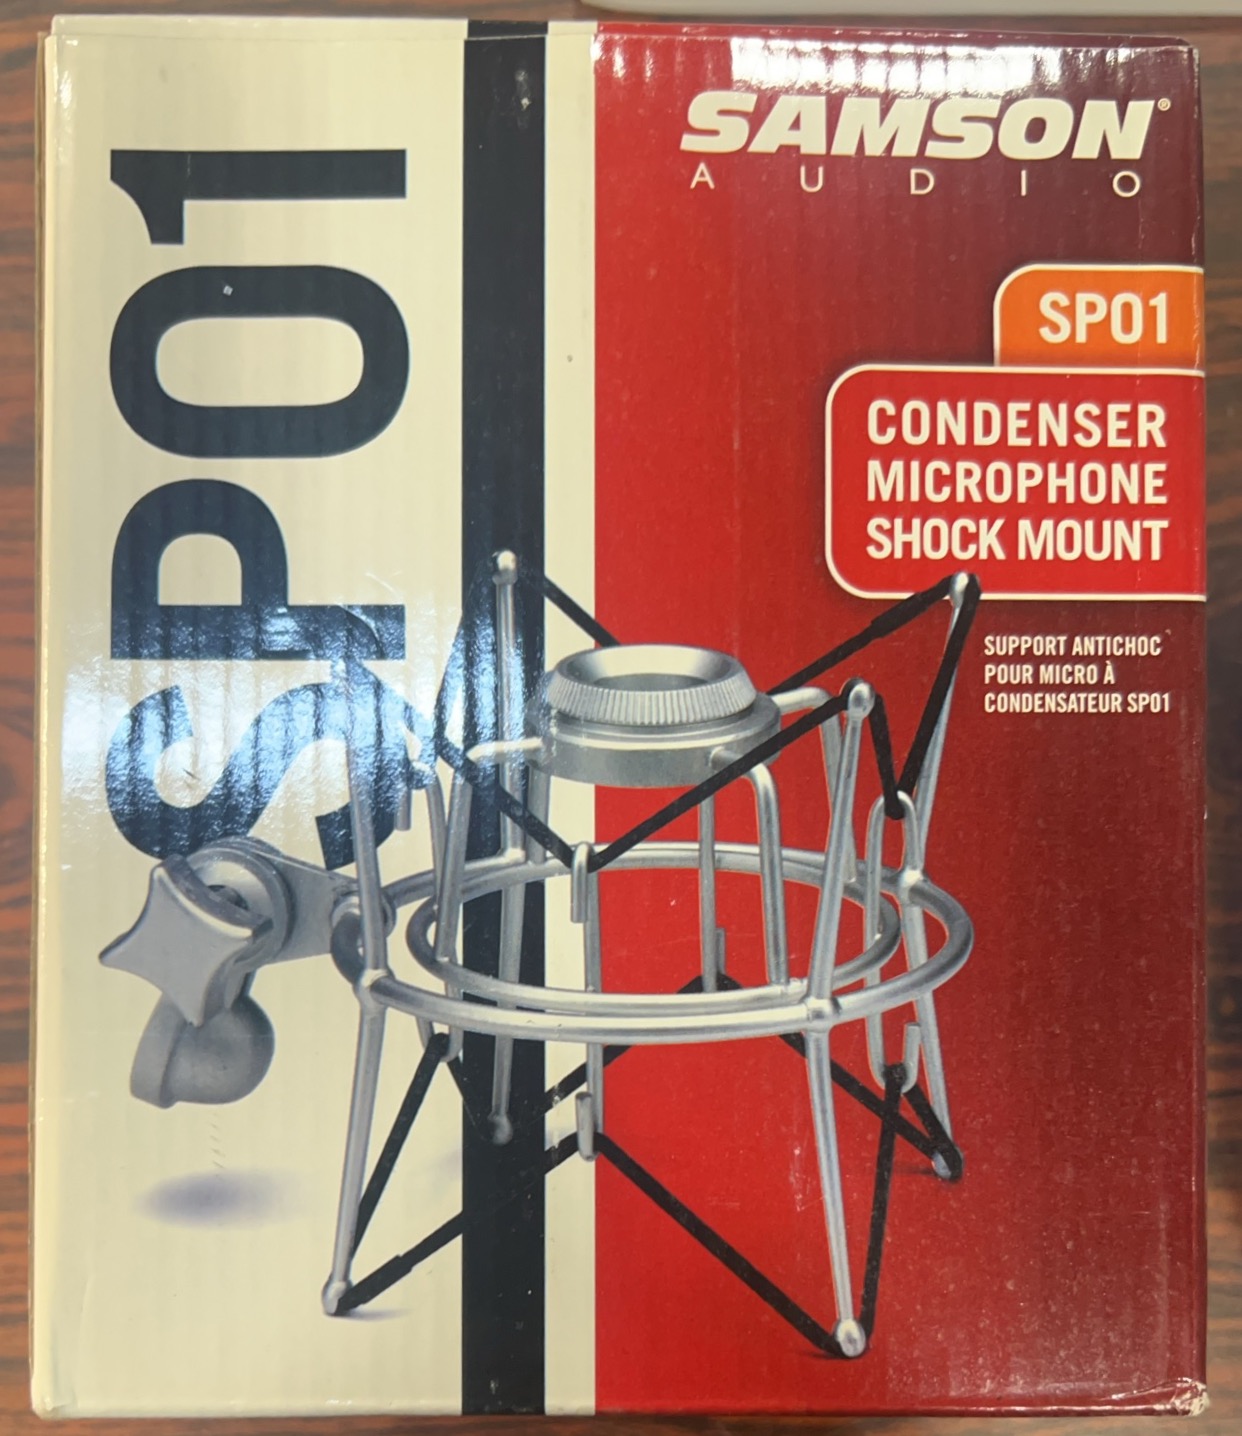 SP01
SAMSON®
AUDIO
SP01
CONDENSER
MICROPHONE
SHOCK MOUNT
SUPPORT ANTICHOC
POUR MICRO À
CONDENSATEUR SP01